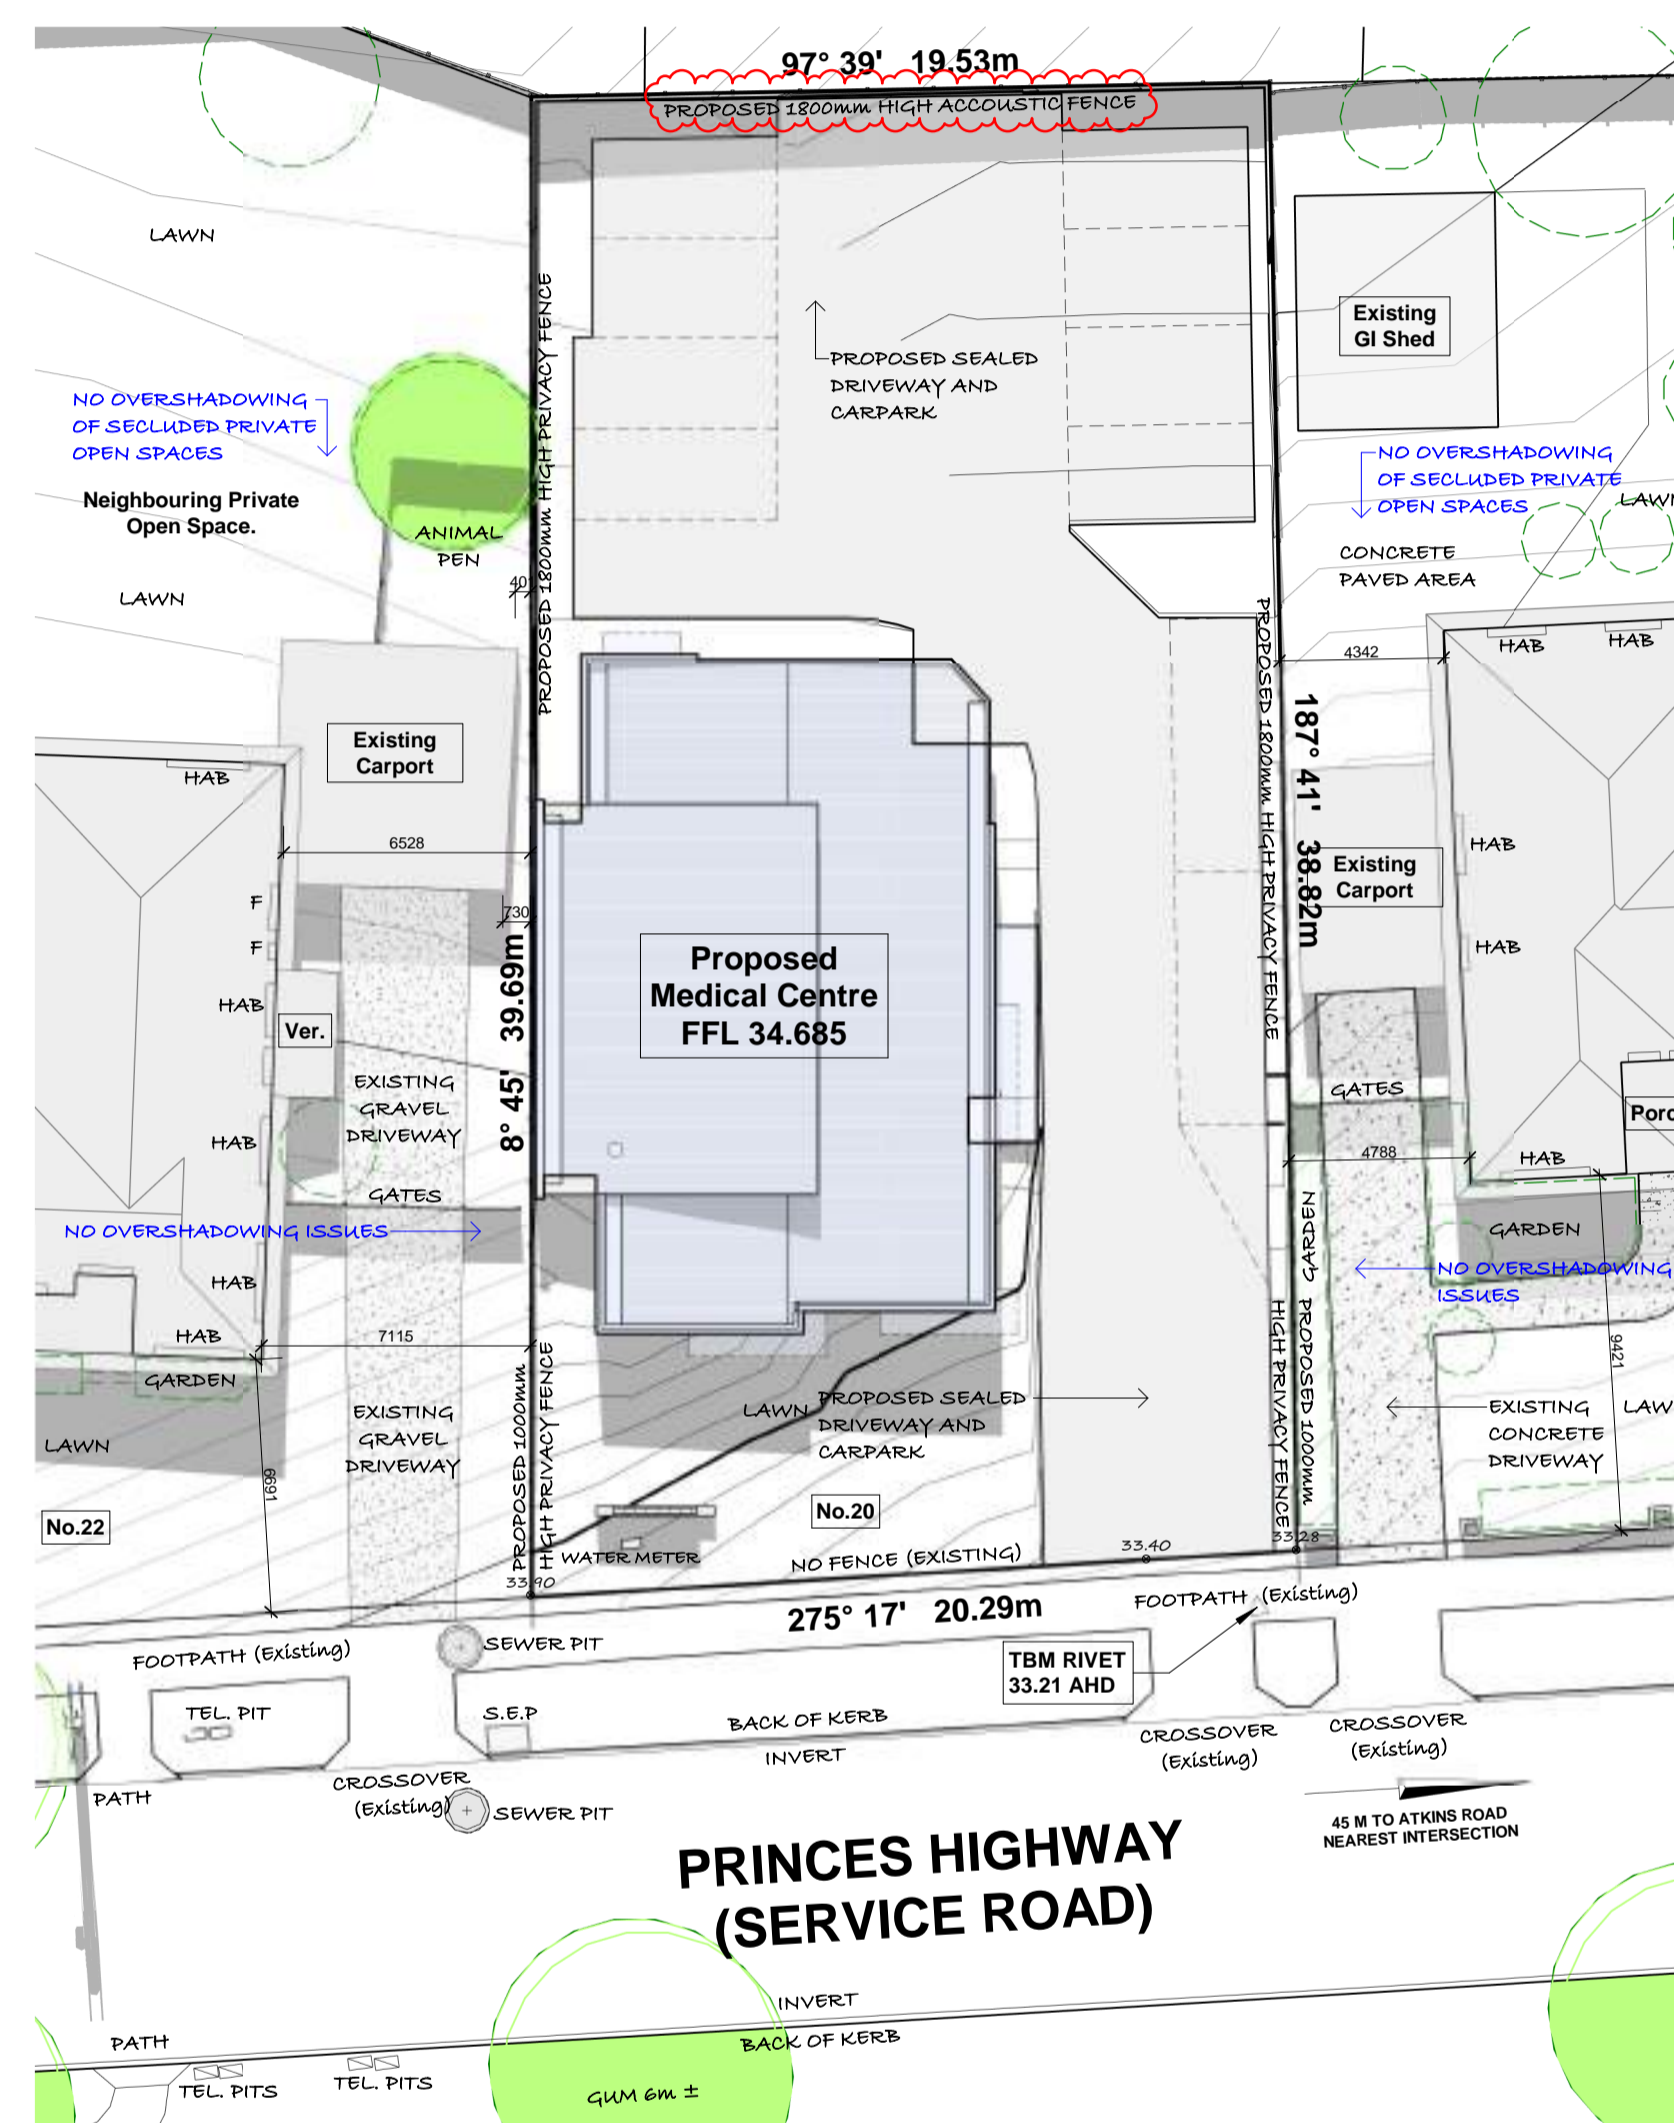 97° 39' 19.53m
PROPOSED 1800mm HIGH ACCOUSTIC FENCE
LAWN
PROPOSED 1800mm HIGH PRIVACY FENCE
Existing
GI Shed
PROPOSED SEALED
DRIVEWAY AND
CARPARK
NO OVERSHADOWING
OF SECLUDED PRIVATE
OPEN SPACES
Neighbouring Private
Open Space.
ANIMAL
PEN
NO OVERSHADOWING
OF SECLUDED PRIVATE
OPEN SPACES
CONCRETE
PAVED AREA
LAWN
HAB
HAB
4342
PROPOSED 1800mm HIGH PRIVACY FENCE
187° 41' 38.82m
Existing
Carport
HAB
6528
730
F
F
8° 45' 39.69m
Existing
Carport
HAB
HAB
Proposed
Medical Centre
FFL 34.685
HAB
Ver.
EXISTING
GRAVEL
DRIVEWAY
HAB
GATES
NO OVERSHADOWING ISSUES
HAB
HAB
7115
GARDEN
GATES
4788
HAB
GARDEN
GARDEN
NO OVERSHADOWING
ISSUES
PROPOSED 1000mm
HIGH PRIVACY FENCE
9421
EXISTING
CONCRETE
DRIVEWAY
LAWN
EXISTING
GRAVEL
DRIVEWAY
6691
No.22
PROPOSED 1000mm
HIGH PRIVACY FENCE
LAWN
PROPOSED SEALED
DRIVEWAY AND
CARPARK
No.20
WATER METER
NO FENCE (EXISTING)
33.90
33.40
33.28
275° 17' 20.29m
FOOTPATH (Existing)
FOOTPATH (Existing)
SEWER PIT
TBM RIVET
33.21 AHD
TEL. PIT
S.E.P
BACK OF KERB
INVERT
CROSSOVER
(Existing)
CROSSOVER
(Existing)
CROSSOVER
(Existing)
PATH
SEWER PIT
45 M TO ATKINS ROAD
NEAREST INTERSECTION
PRINCES HIGHWAY
(SERVICE ROAD)
INVERT
BACK OF KERB
PATH
TEL. PITS
TEL. PITS
GUM 6m ±